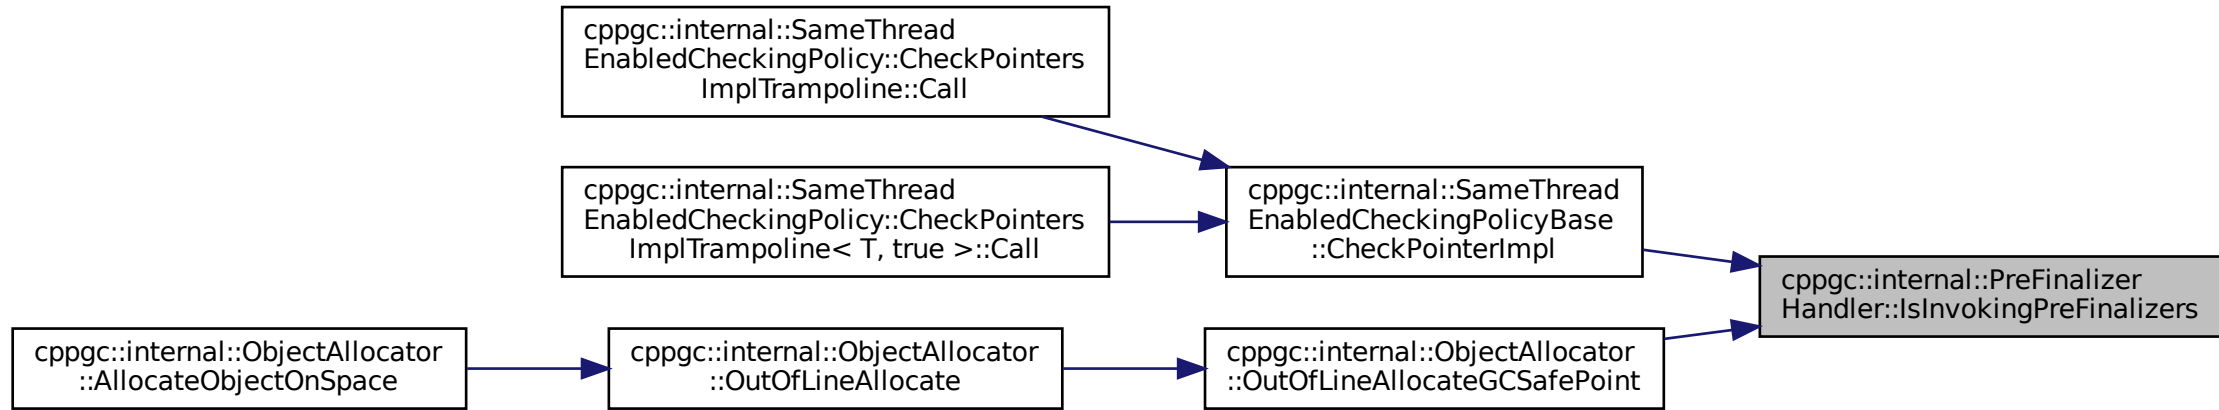 cppgc::internal::SameThread
EnabledCheckingPolicy::CheckPointers
ImplTrampoline::Call
cppgc::internal::SameThread
EnabledCheckingPolicy::CheckPointers
ImplTrampoline< T, true >::Call
cppgc::internal::SameThread
EnabledCheckingPolicyBase
::CheckPointerImpl
cppgc::internal::PreFinalizer
Handler::IsInvokingPreFinalizers
cppgc::internal::ObjectAllocator
::AllocateObjectOnSpace
cppgc::internal::ObjectAllocator
::OutOfLineAllocate
cppgc::internal::ObjectAllocator
::OutOfLineAllocateGCSafePoint